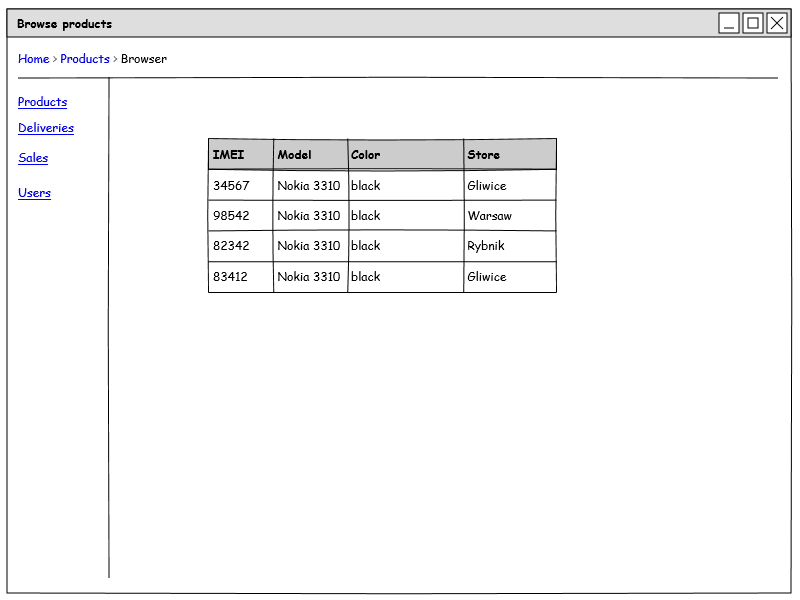 Browse products
Home > Products > Browser
Products
Deliveries
Sales
Users
IMEI Model Color Store
34567 Nokia 3310 black Gliwice
98542 Nokia 3310 black Warsaw
82342 Nokia 3310 black Rybnik
83412 Nokia 3310 black Gliwice